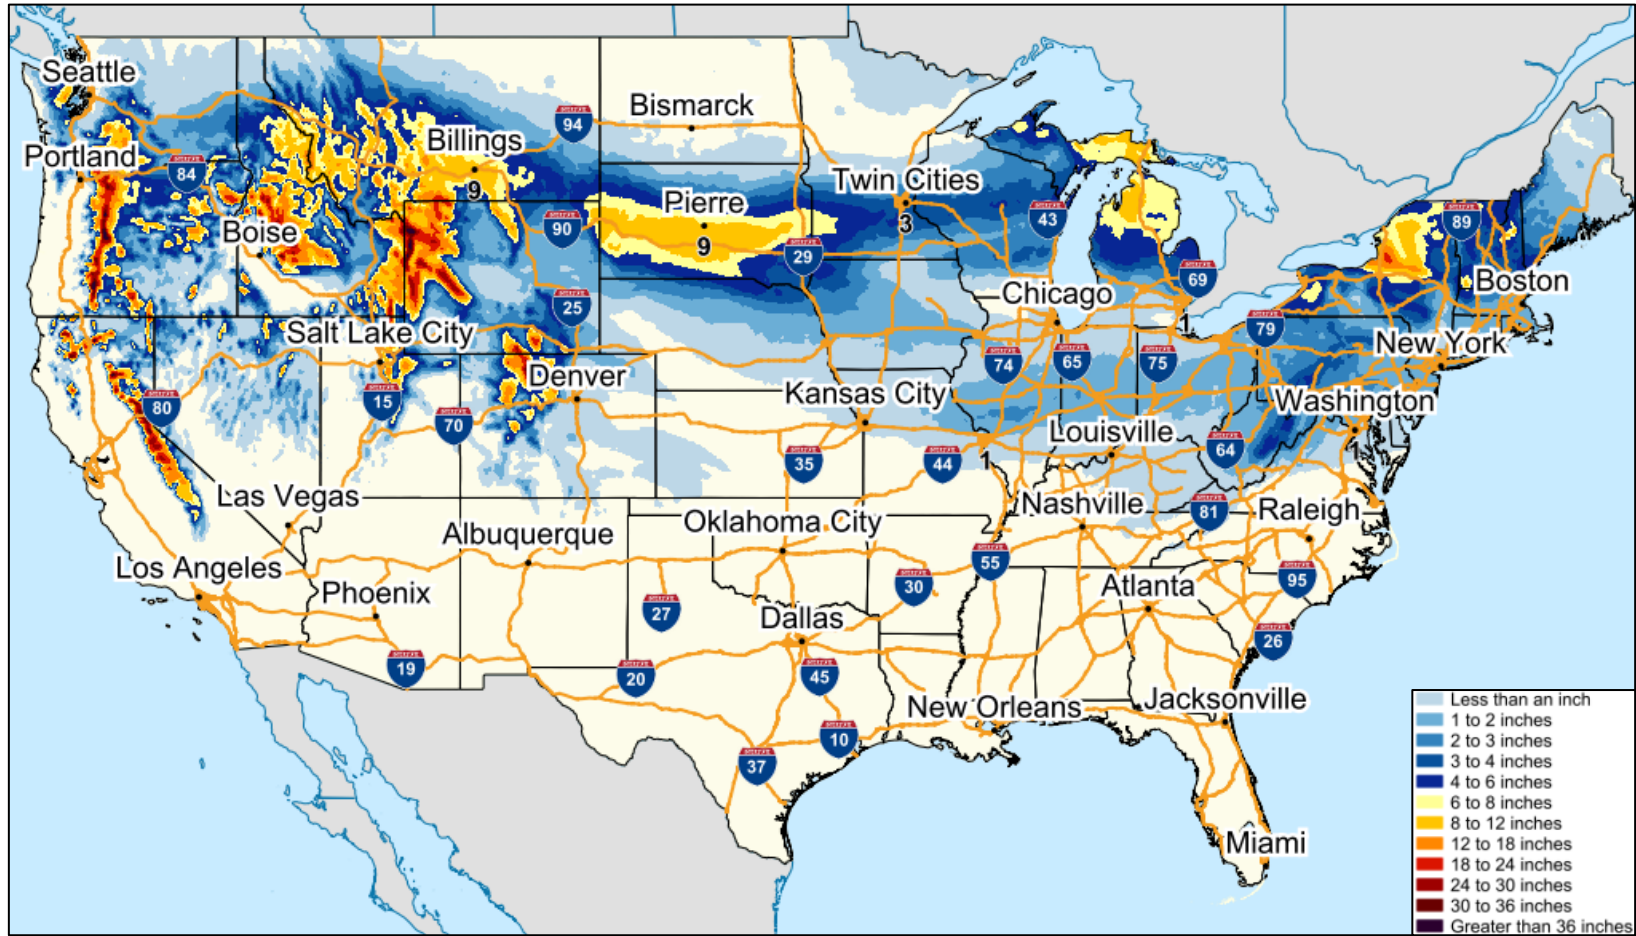 Seattle
Bismarck
94
Billings
Portland
84
9
Twin Cities
Pierre
43
89
Boise
90
3
9
29
69
Boston
Chicago
25
1
79
Salt Lake City
New York
74
65
75
Denver
Kansas City
Washington
80
15
70
Louisville
64
1
35
44
1
Las Vegas
Nashville
81
Raleigh
Oklahoma City
Albuquerque
55
Los Angeles
Phoenix
30
Atlanta
95
27
Dallas
26
19
20
45
New Orleans
Jacksonville
10
37
Miami
Less than an inch
1 to 2 inches
2 to 3 inches
3 to 4 inches
4 to 6 inches
6 to 8 inches
8 to 12 inches
12 to 18 inches
18 to 24 inches
24 to 30 inches
30 to 36 inches
Greater than 36 inches